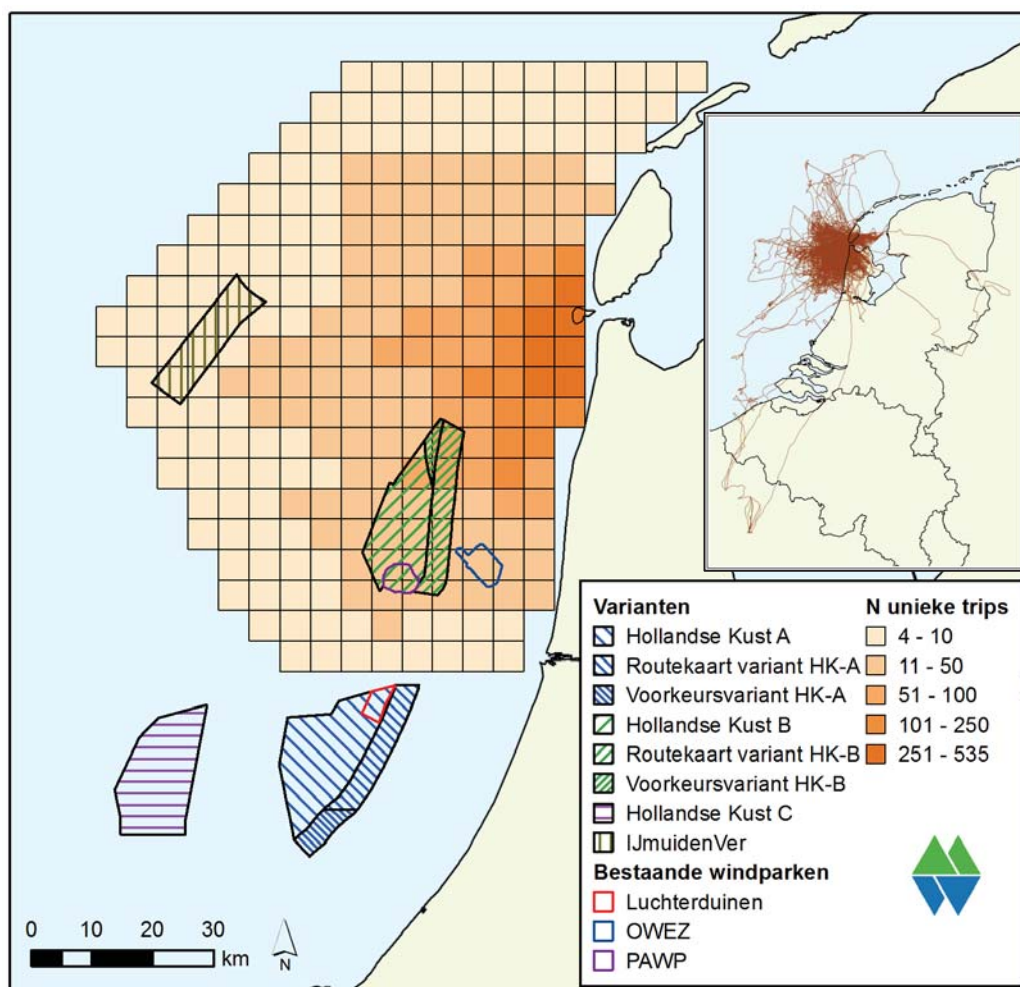 Varianten
Hollandse Kust A
Routekaart variant HK-A
Voorkeursvariant HK-A
Hollandse Kust B
Routekaart variant HK-B
Voorkeursvariant HK-B
Hollandse Kust C
IJmuidenVer
Bestaande windparken
Luchterduinen
OWEZ
PAWP
N unieke trips
4 - 10
11 - 50
51 - 100
101 - 250
251 - 535
0 10 20 30
km
N